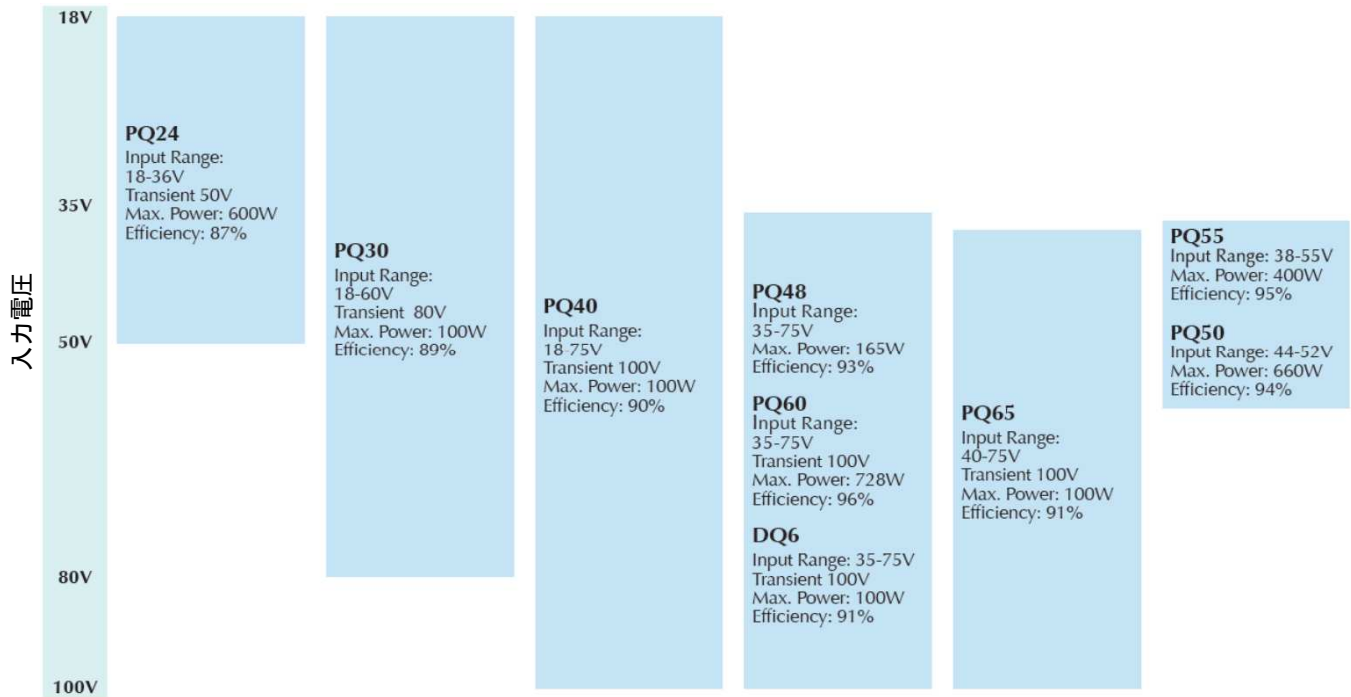 入力電圧
18V
35V
50V
80V
100V
PQ24
Input Range:
18-36V
Transient 50V
Max. Power: 600W
Efficiency: 87%
PQ30
Input Range:
18-60V
Transient 80V
Max. Power: 100W
Efficiency: 89%
PQ40
Input Range:
18-75V
Transient 100V
Max. Power: 100W
Efficiency: 90%
PQ48
Input Range:
35-75V
Max. Power: 165W
Efficiency: 93%
PQ60
Input Range:
35-75V
Transient 100V
Max. Power: 728W
Efficiency: 96%
DQ6
Input Range: 35-75V
Transient 100V
Max. Power: 100W
Efficiency: 91%
PQ65
Input Range:
40-75V
Transient 100V
Max. Power: 100W
Efficiency: 91%
PQ55
Input Range: 38-55V
Max. Power: 400W
Efficiency: 95%
PQ50
Input Range: 44-52V
Max. Power: 660W
Efficiency: 94%